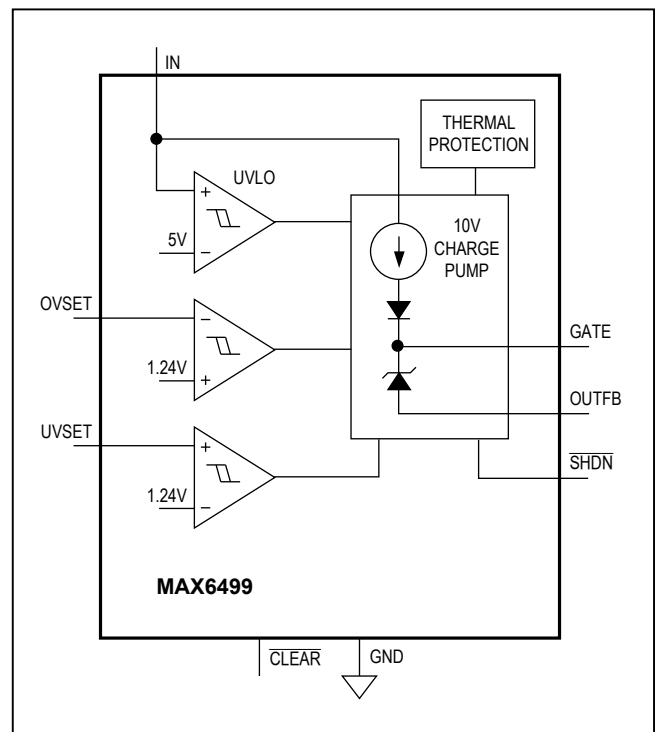 IN
THERMAL
PROTECTION
UVLO
+
5V
−
10V
CHARGE
PUMP
OVSET
−
1.24V
+
GATE
OUTFB
UVSET
+
1.24V
−
SHDN
MAX6499
CLEAR
GND